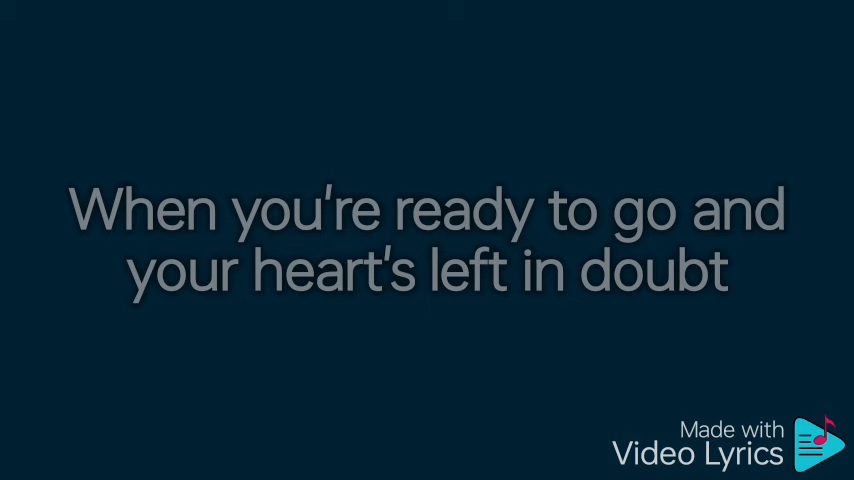 When you're ready to go and
your heart's left in doubt
Made with
Video Lyrics